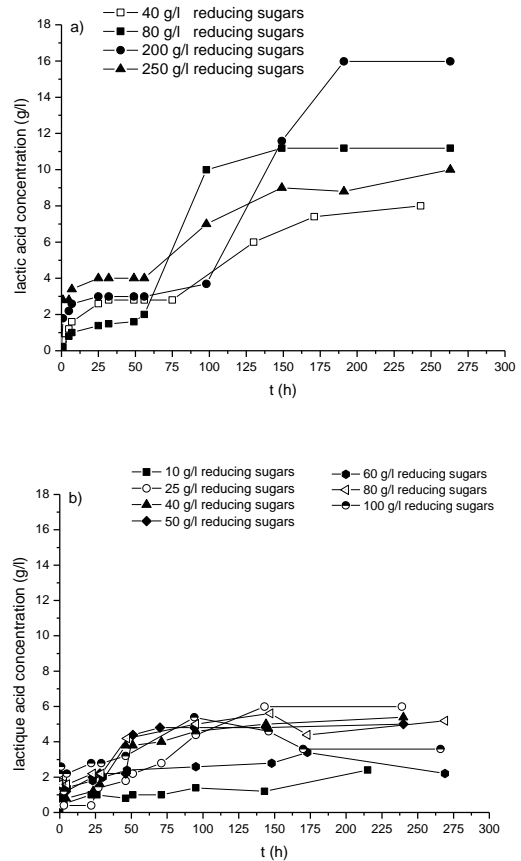 a)
40 g/l reducing sugars
80 g/l reducing sugars
200 g/l reducing sugars
250 g/l reducing sugars
lactic acid concentration (g/l)
18
16
14
12
10
8
6
4
2
0
0 25 50 75 100 125 150 175 200 225 250 275 300
t (h)
b)
10 g/l reducing sugars
25 g/l reducing sugars
40 g/l reducing sugars
50 g/l reducing sugars
60 g/l reducing sugars
80 g/l reducing sugars
100 g/l reducing sugars
lactique acid concentration (g/l)
18
16
14
12
10
8
6
4
2
0
0 25 50 75 100 125 150 175 200 225 250 275 300
t (h)